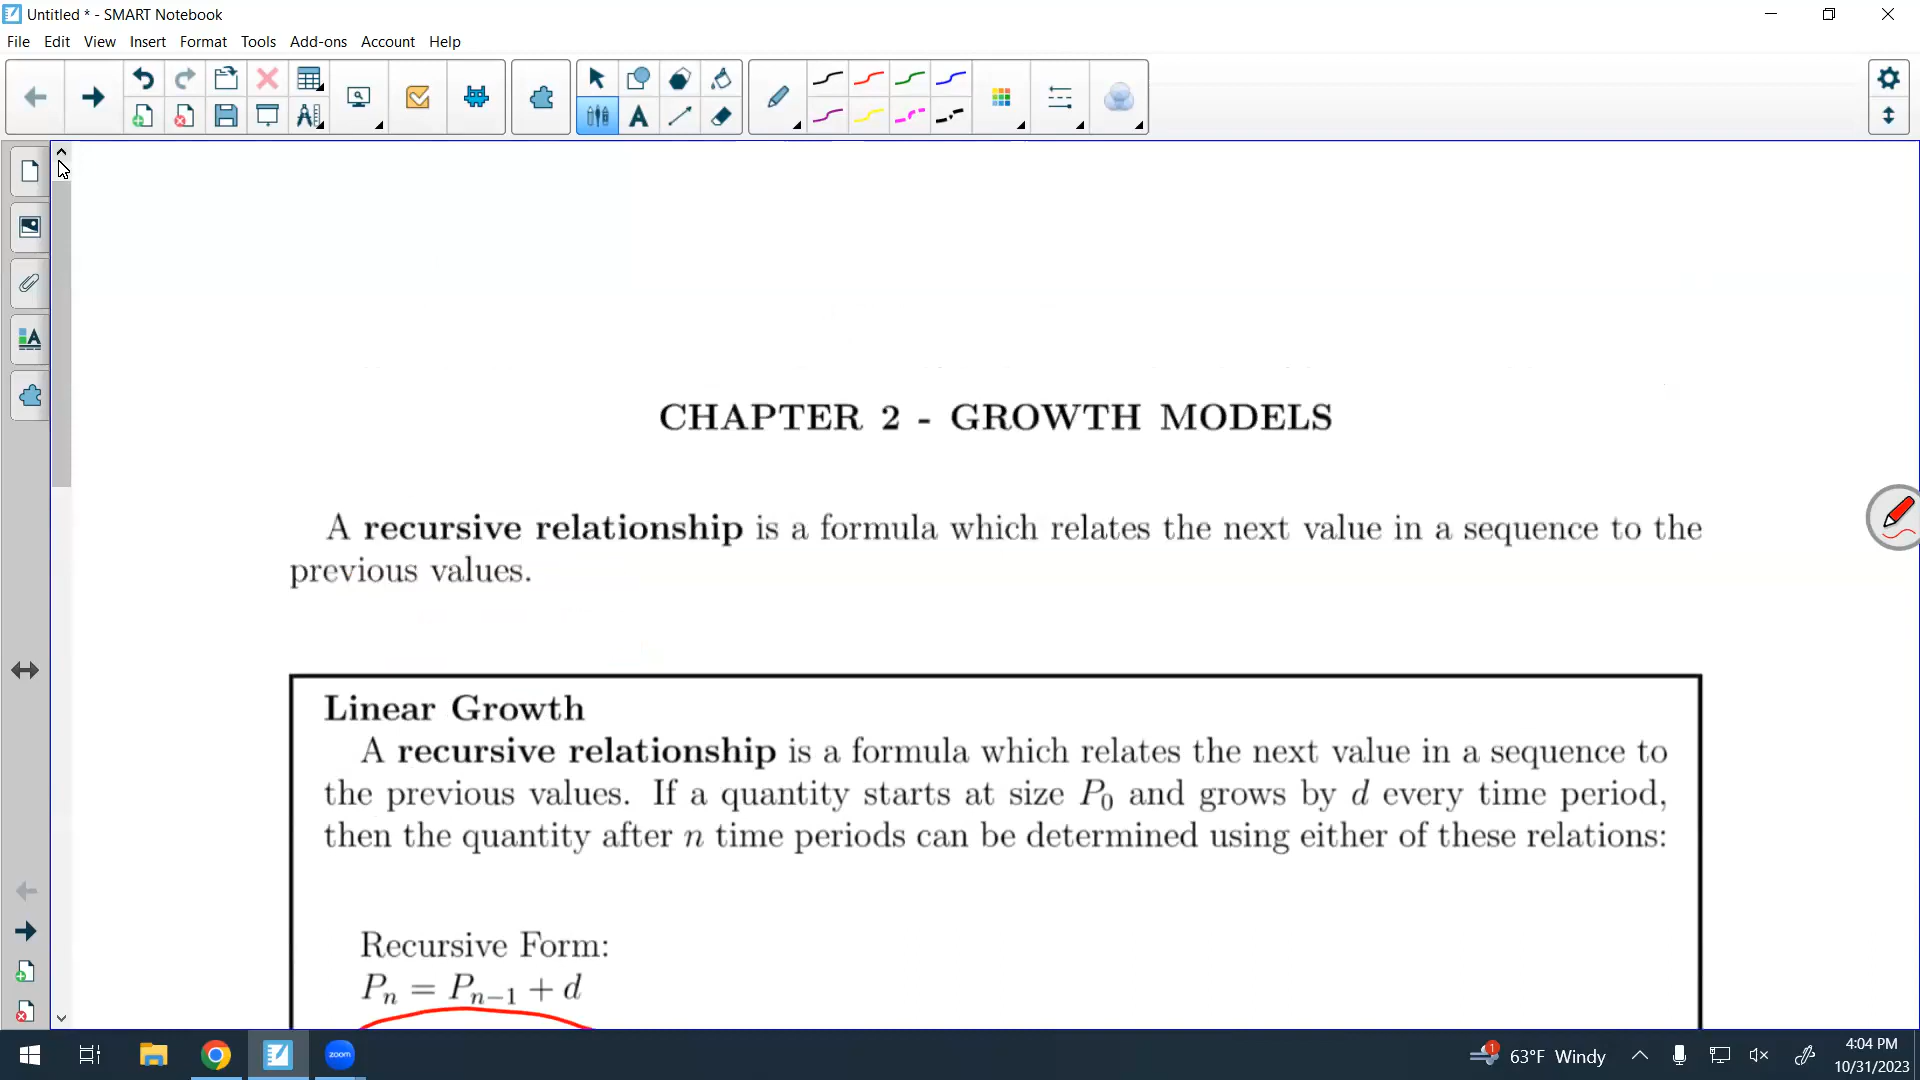 Untitled * - SMART Notebook
File Edit View Insert Format Tools Add-ons Account Help
CHAPTER 2 - GROWTH MODELS
A recursive relationship is a formula which relates the next value in a sequence to the
previous values.
Linear Growth
A recursive relationship is a formula which relates the next value in a sequence to
the previous values. If a quantity starts at size P₀ and grows by d every time period,
then the quantity after n time periods can be determined using either of these relations:
Recursive Form:
Pₙ = Pₙ₋₁ + d
zoom
1
63°F Windy
4:04 PM
10/31/2023